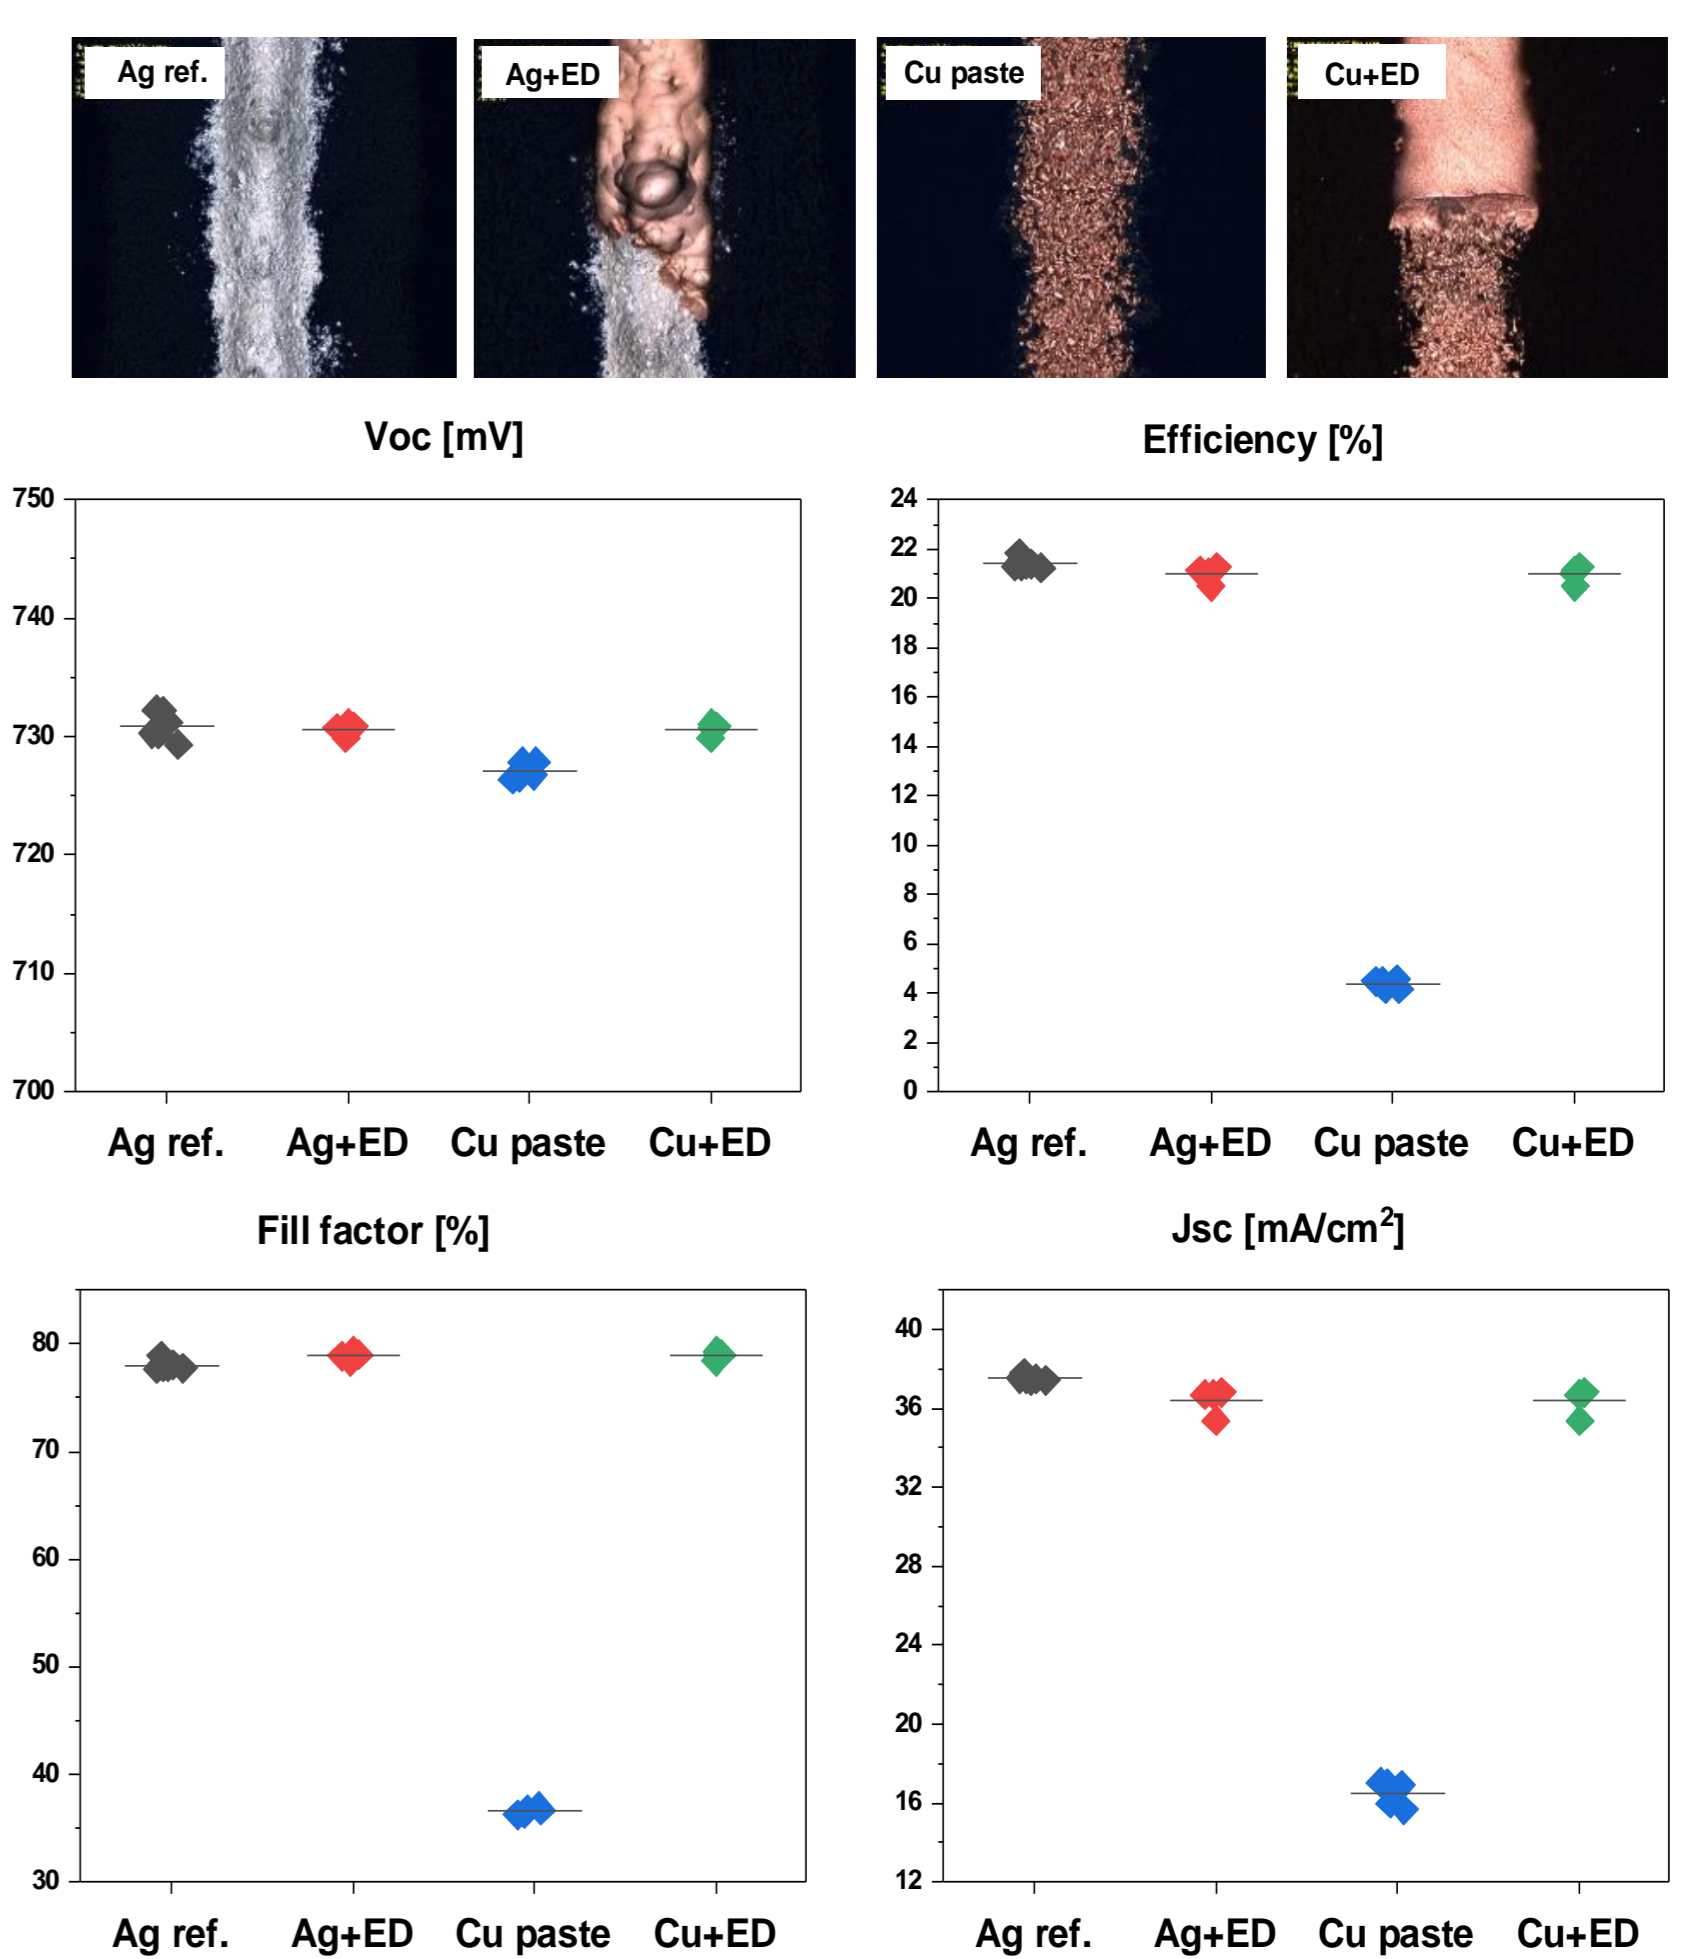 Ag ref.
Ag+ED
Cu paste
Cu+ED
Voc [mV]
750
740
730
720
710
700
Ag ref. Ag+ED Cu paste Cu+ED
Efficiency [%]
24
22
20
18
16
14
12
10
8
6
4
2
0
Ag ref. Ag+ED Cu paste Cu+ED
Fill factor [%]
80
70
60
50
40
30
Ag ref. Ag+ED Cu paste Cu+ED
Jsc [mA/cm²]
40
36
32
28
24
20
16
12
Ag ref. Ag+ED Cu paste Cu+ED